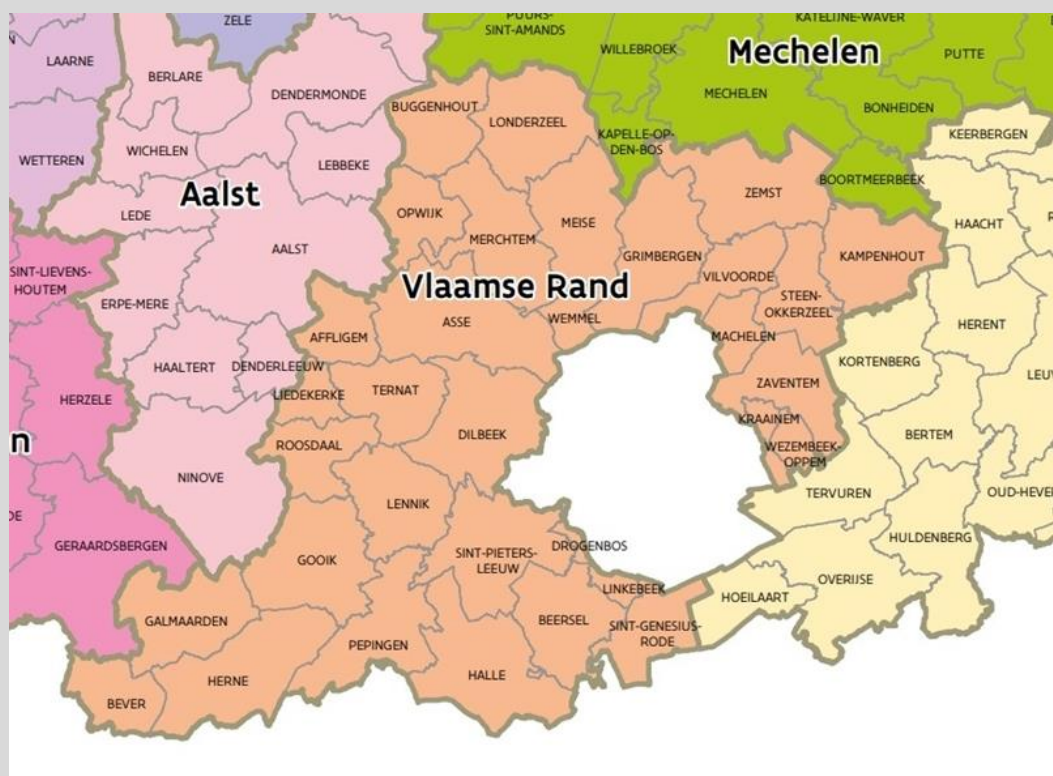 ZELE
PUURS-
SINT-AMANDS
KATELIJNE-WAVER
LAARNE
BERLARE
WILLEBROEK
Mechelen
PUTTE
DENDERMONDE
BUGGENHOUT
MECHELEN
BONHEIDEN
LONDERZEEL
KAPELLE-OP-
DEN-BOS
KEERBERGEN
WETTEREN
WICHELEN
LEBBEKE
BOORTMEERBEEK
Aalst
ZEMST
LEDE
OPWIJK
MEISE
HAACHT
AALST
MERCHTEM
GRIMBERGEN
VILVOORDE
KAMPENHOUT
SINT-LIEVENS-
HOUTEM
Vlaamse Rand
ERPE-MERE
STEEN-
OKKERZEEL
ASSE
WEMMEL
HERENT
AFFLIGEM
MACHELEN
HAALTERT
DENDERLEEUW
KORTENBERG
LEUV
ZAVENTEM
LIEDEKERKE
TERNAT
HERZELE
KRAAINEM
n
ROOSDAAL
DILBEEK
WEZEMBEEK-
OPPEM
BERTEM
NINOVE
TERVUREN
OUD-HEVER
LENNIK
DE
GERAARDSBERGEN
GOOIK
SINT-PIETERS-
LEEUW
DROGENBOS
HULDENBERG
OVERIJSE
LINKEBEEK
HOEILAART
GALMAARDEN
BEERSEL
SINT-GENESIUS-
RODE
PEPINGEN
HERNE
HALLE
BEVER